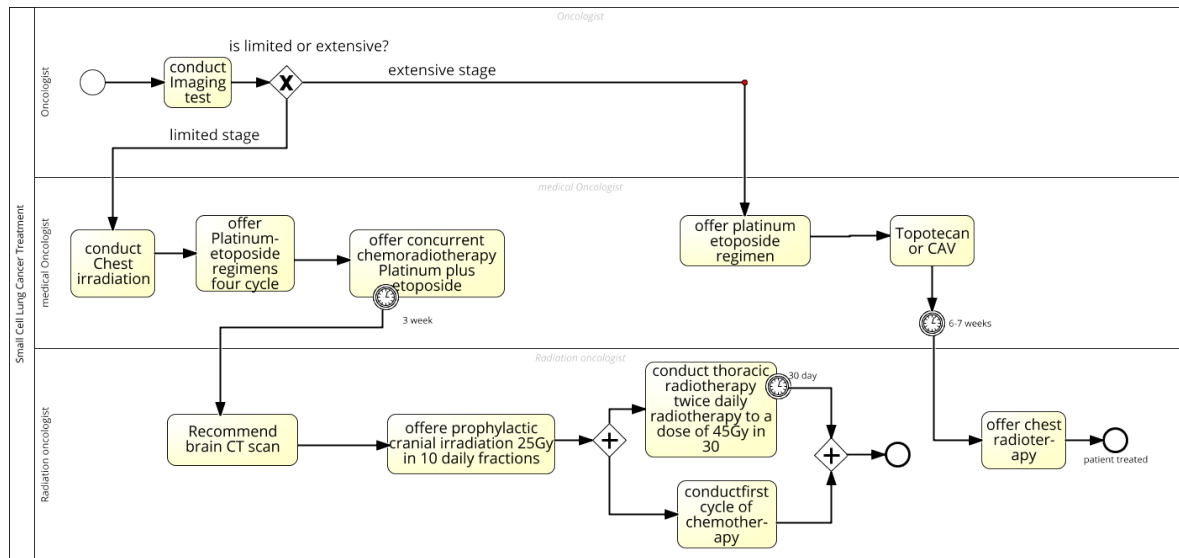 Small Cell Lung Cancer Treatment
Oncologist
Oncologist
is limited or extensive?
conduct
Imaging
test
X
extensive stage
limited stage
medical Oncologist
medical Oncologist
conduct
Chest
irradiation
offer
Platinum-
etoposide
regimens
four cycle
offer concurrent
chemoradiotherapy
Platinum plus
etoposide
3 week
offer platinum
etoposide
regimen
Topotecan
or CAV
6-7 weeks
Radiation oncologist
Radiation oncologist
Recommend
brain CT scan
offere prophylactic
cranial irradiation 25Gy
in 10 daily fractions
conduct thoracic
radiotherapy
twice daily
radiotherapy to a
dose of 45Gy in
30
30 day
conductfirst
cycle of
chemother-
apy
offer chest
radioter-
apy
patient treated